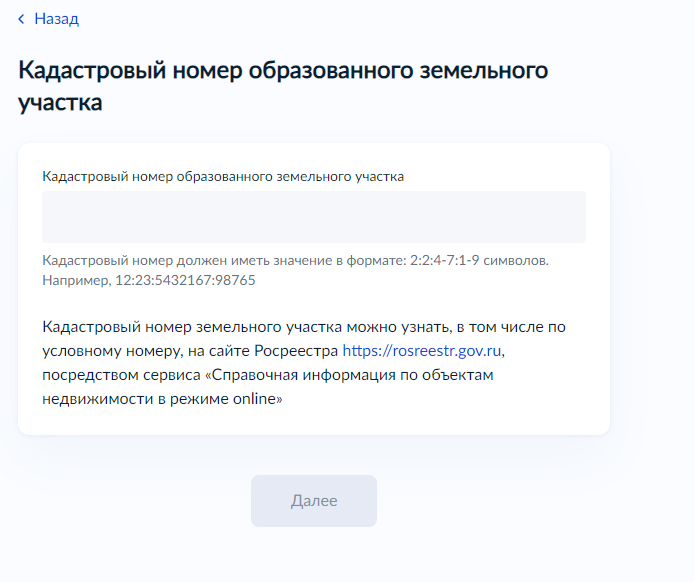 Назад
Кадастровый номер образованного земельного
участка
Кадастровый номер образованного земельного участка
Кадастровый номер должен иметь значение в формате: 2:2:4-7:1-9 символов.
Например, 12:23:5432167:98765
Кадастровый номер земельного участка можно узнать, в том числе по
условному номеру, на сайте Росреестра https://rosreestr.gov.ru,
посредством сервиса «Справочная информация по объектам
недвижимости в режиме online»
Далее